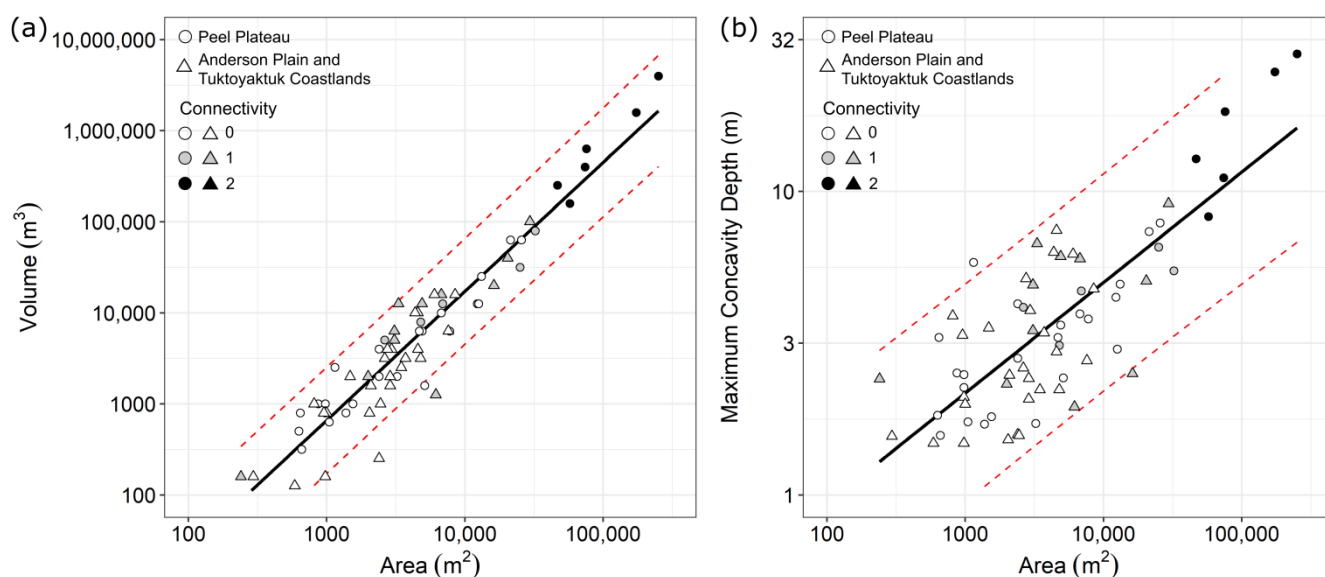 (a)
Peel Plateau
Anderson Plain and
Tuktoyaktuk Coastlands
Connectivity
0
1
2
10,000,000
1,000,000
100,000
10,000
1000
100
Volume (m³)
100
1000
10,000
100,000
Area (m²)
(b)
Peel Plateau
Anderson Plain and
Tuktoyaktuk Coastlands
Connectivity
0
1
2
32
10
3
1
Maximum Concavity Depth (m)
100
1000
10,000
100,000
Area (m²)